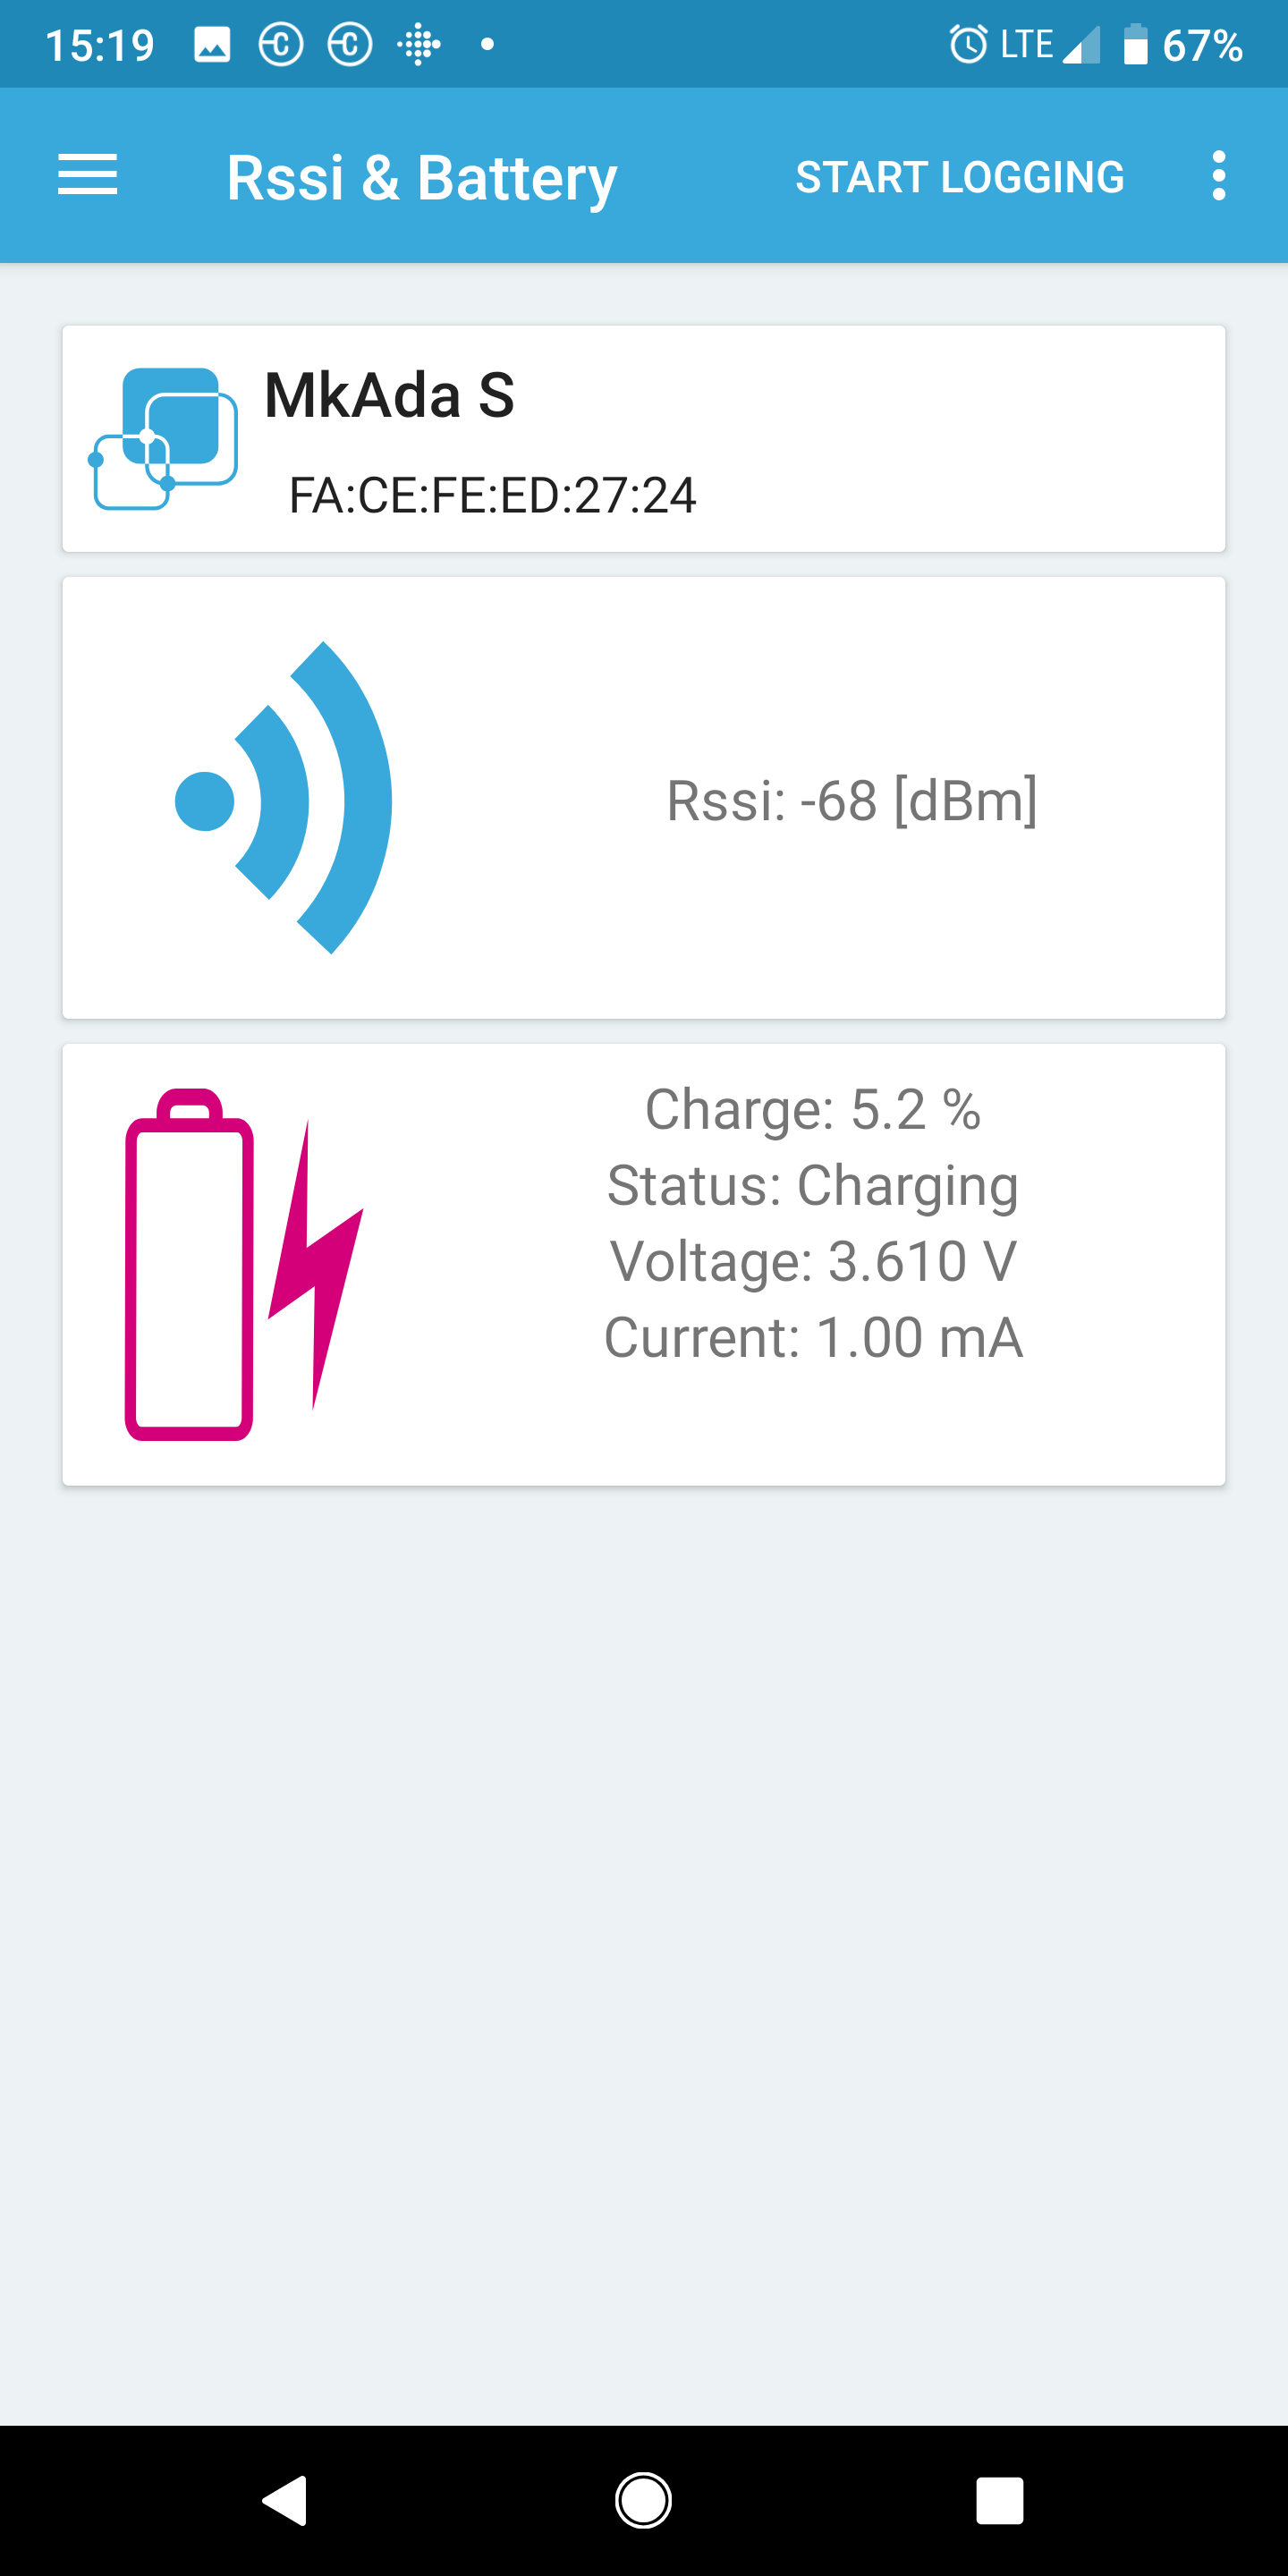 15:19 LTE 67%
Rssi & Battery START LOGGING
MkAda S
FA:CE:FE:ED:27:24
Rssi: -68 [dBm]
Charge: 5.2 %
Status: Charging
Voltage: 3.610 V
Current: 1.00 mA